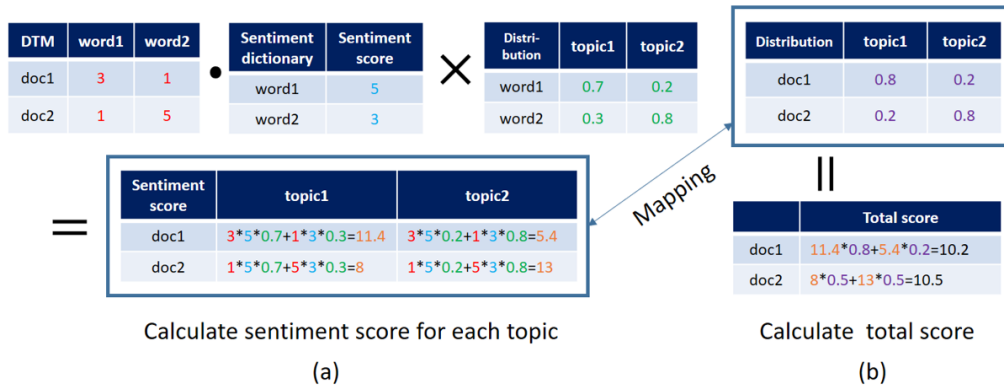 DTM word1 word2
doc1 3 1
doc2 1 5
•
Sentiment dictionary Sentiment score
word1 5
word2 3
×
Distri-bution topic1 topic2
word1 0.7 0.2
word2 0.3 0.8
Distribution topic1 topic2
doc1 0.8 0.2
doc2 0.2 0.8
=
Sentiment score topic1 topic2
doc1 3*5*0.7+1*3*0.3=11.4 3*5*0.2+1*3*0.8=5.4
doc2 1*5*0.7+5*3*0.3=8 1*5*0.2+5*3*0.8=13
Mapping
=
Total score
doc1 11.4*0.8+5.4*0.2=10.2
doc2 8*0.5+13*0.5=10.5
Calculate sentiment score for each topic
(a)
Calculate total score
(b)